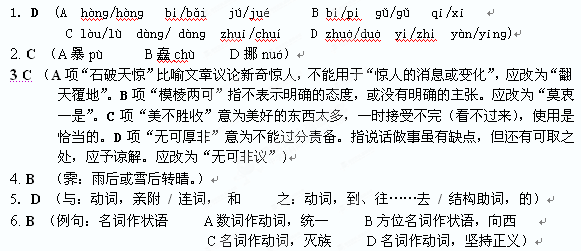 1. D (A hòng/hòng bì/bǎi jú/jué B bì/pi gǔ/gǔ qí/xí
C lòu/lù dàng/ dàng zhuī /chuí D zhuó/duó yì /zhì yùn/yíng)
2. C (A 暴 pù A 矗 chù D 挪 nuó)
3 C (A 项“石破天惊”比喻文章议论新奇惊人，不能用于“惊人的消息或变化”，应改为“翻
天覆地”。B 项“模棱两可”指不表示明确的态度，或没有明确的主张。应改为“莫衷
一是”。C 项“美不胜收”意为美好的东西太多，一时接受不完（看不过来），使用是
恰当的。D 项“无可厚非”意为不能过分责备。指说话做事虽有缺点，但还有可取之
处，应予谅解。应改为“无可非议”)
4. B （霁：雨后或雪后转晴。）
5. D（与：动词，亲附 / 连词， 和 之：动词，到、往……去 / 结构助词，的）
6. B （例句：名词作状语 A 数词作动词，统一 B 方位名词作状语，向西
C 名词作动词，灭族 D 名词作动词，坚持正义）